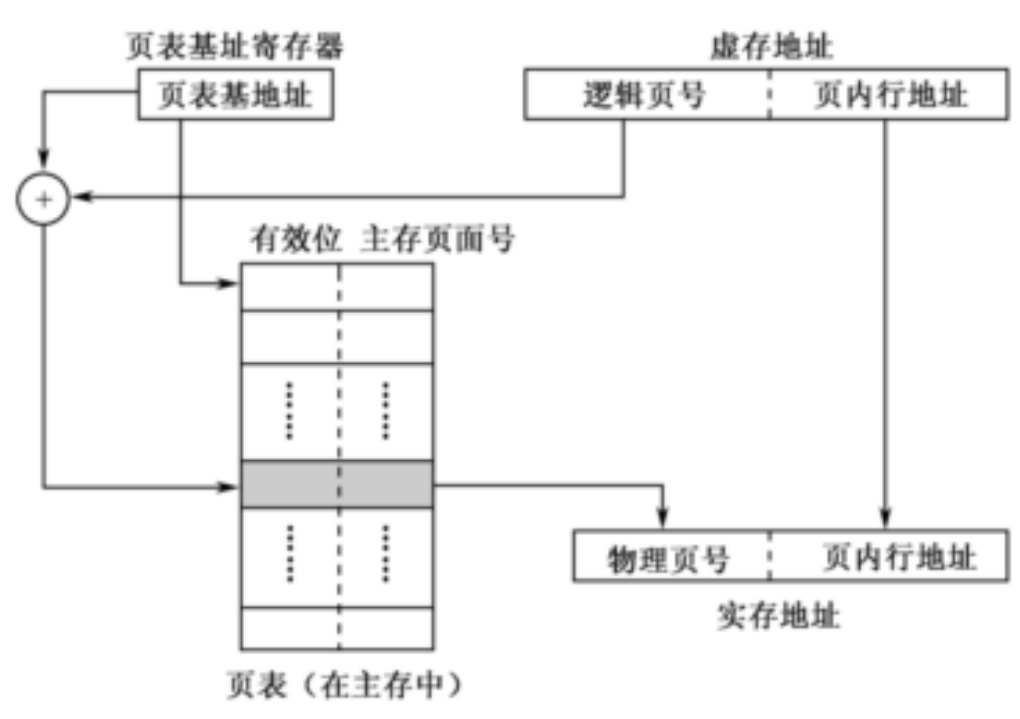 页表基址寄存器
虚存地址
页表基地址
逻辑页号
页内行地址
+
有效位 主存页面号
物理页号
页内行地址
实存地址
页表（在主存中）